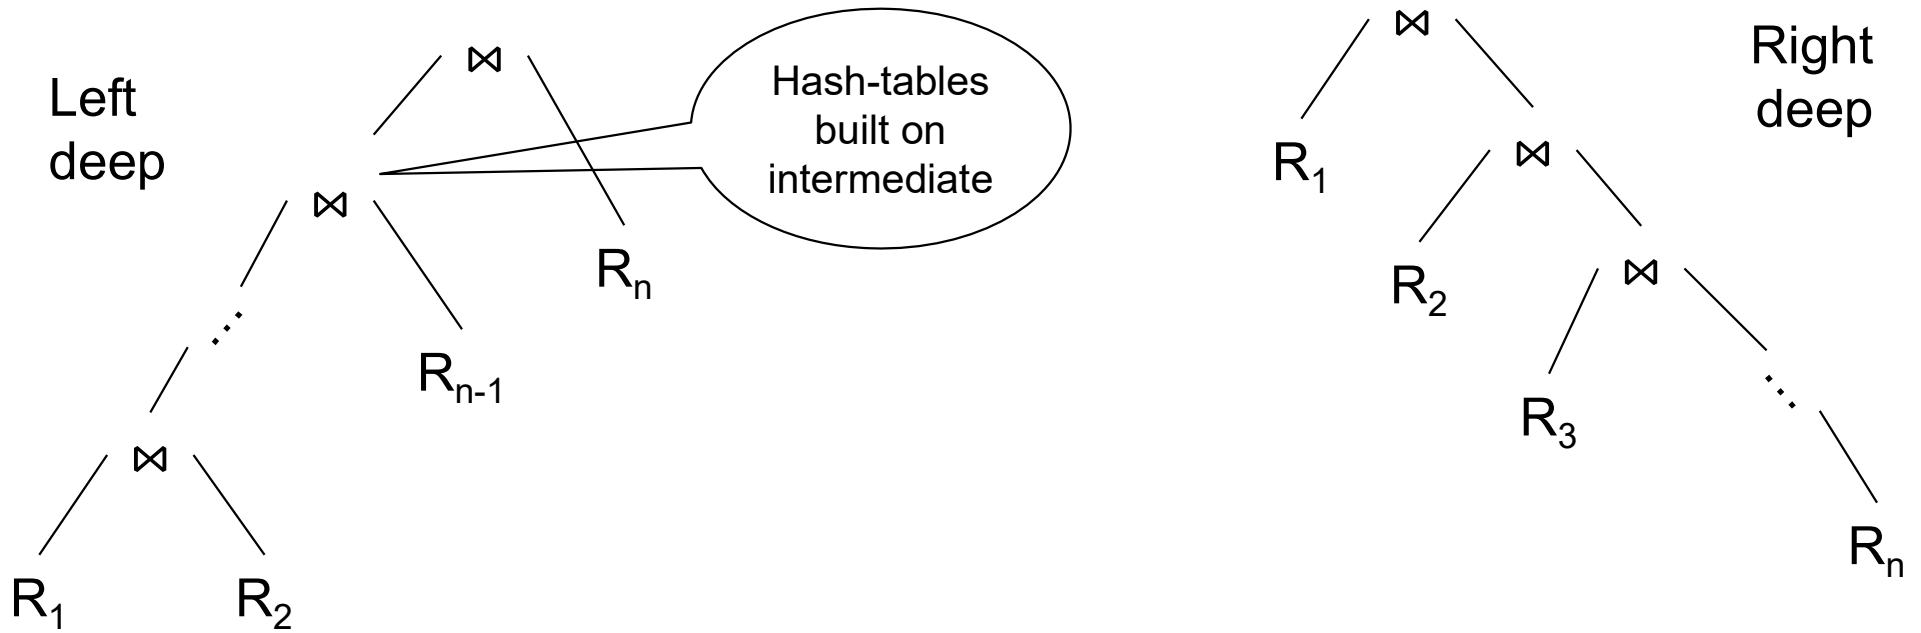 Left
deep
⋈
Hash-tables
built on
intermediate
⋈
Rₙ
Rₙ₋₁
⋈
R₁
R₂
Right
deep
⋈
R₁
⋈
R₂
⋈
R₃
Rₙ